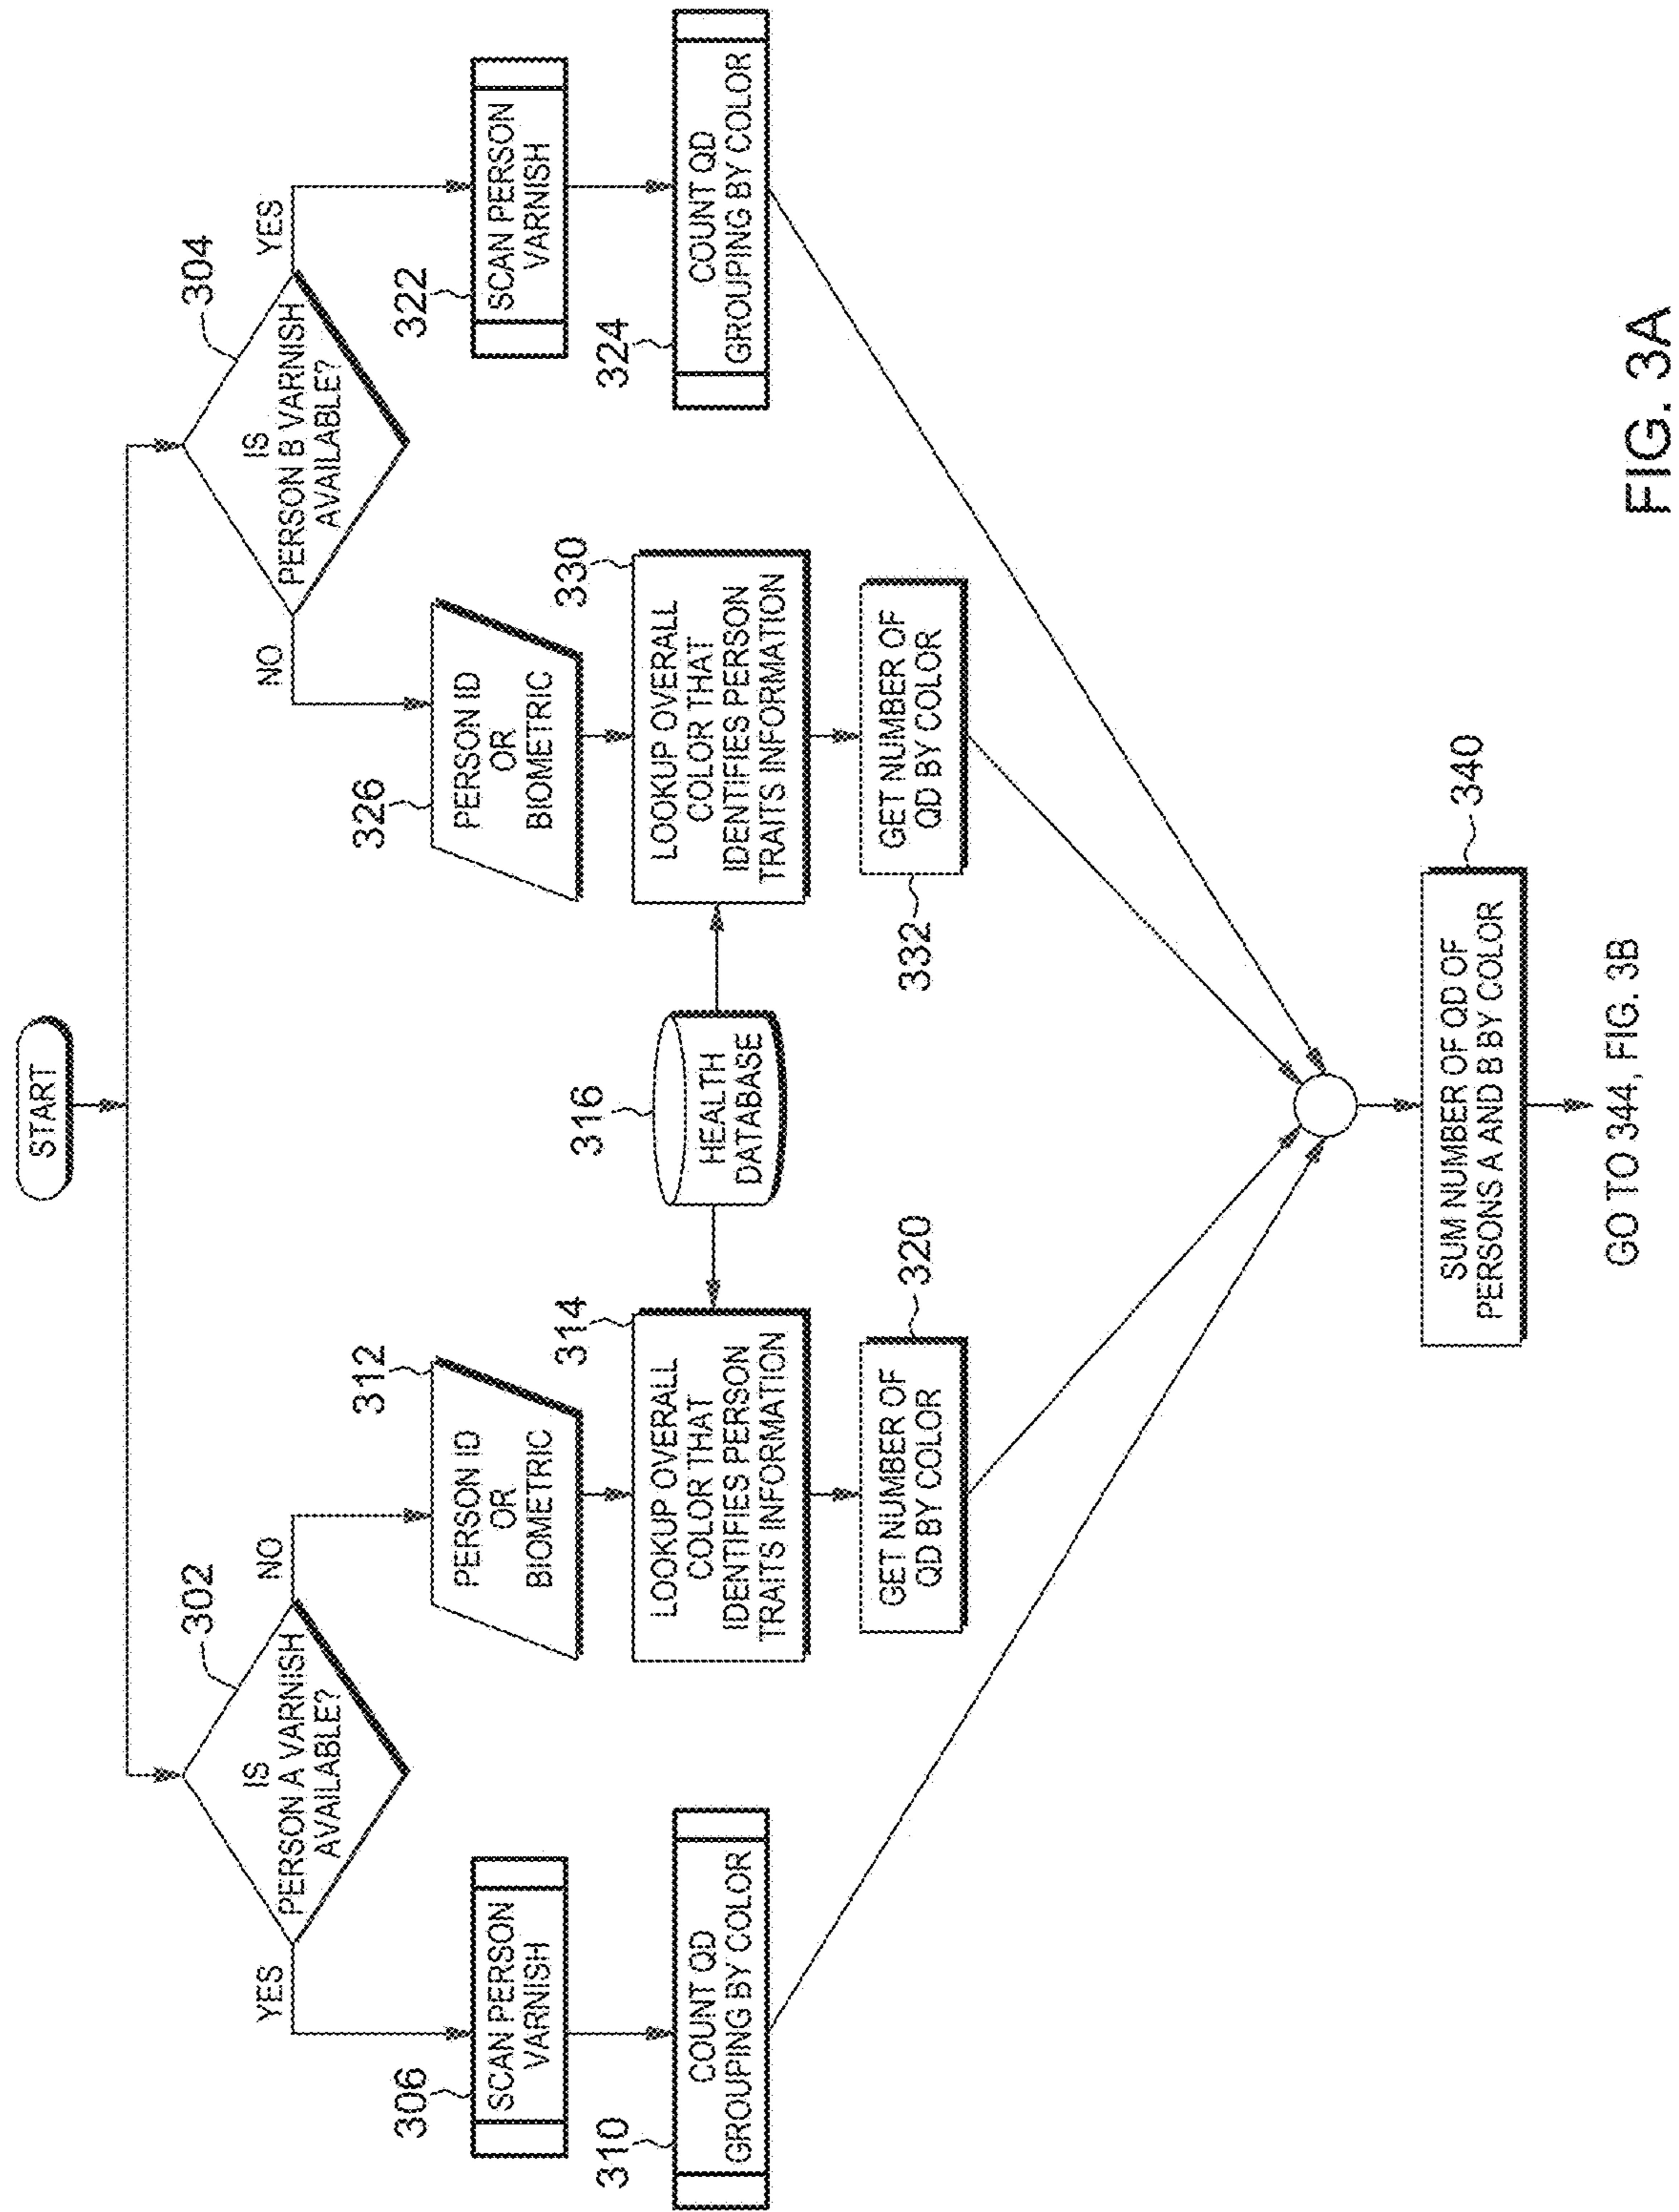 START
302
IS
PERSON A VARNISH
AVAILABLE?
YES
NO
304
IS
PERSON B VARNISH
AVAILABLE?
NO
YES
306
SCAN PERSON
VARNISH
312
PERSON ID
OR
BIOMETRIC
326
PERSON ID
OR
BIOMETRIC
322
SCAN PERSON
VARNISH
310
COUNT QD
GROUPING BY COLOR
314
LOOKUP OVERALL
COLOR THAT
IDENTIFIES PERSON
TRAITS INFORMATION
316
HEALTH
DATABASE
330
LOOKUP OVERALL
COLOR THAT
IDENTIFIES PERSON
TRAITS INFORMATION
324
COUNT QD
GROUPING BY COLOR
320
GET NUMBER OF
QD BY COLOR
332
GET NUMBER OF
QD BY COLOR
340
SUM NUMBER OF QD OF
PERSONS A AND B BY COLOR
GO TO 344, FIG. 3B
FIG. 3A